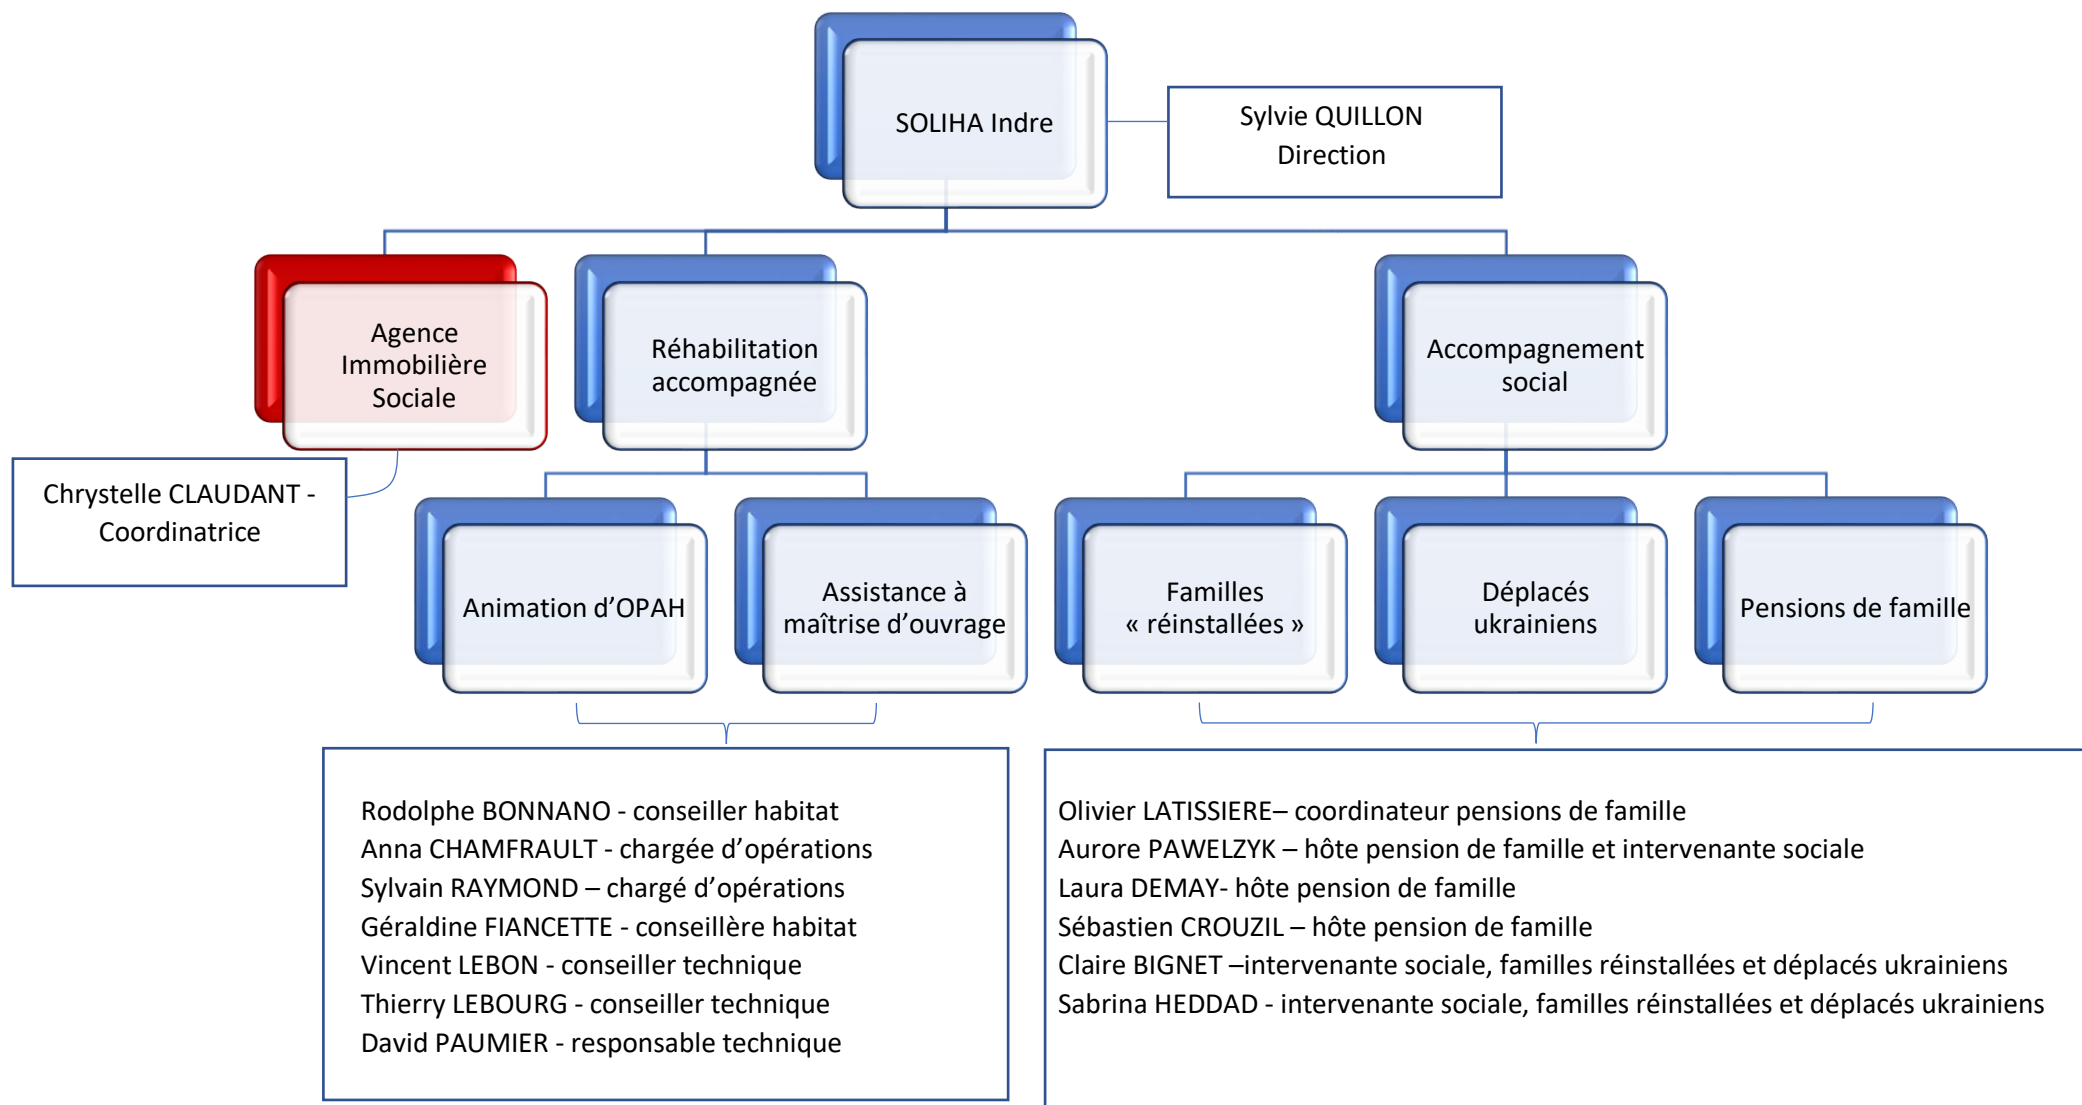 SOLIHA Indre
Sylvie QUILLON
Direction
Agence
Immobilière
Sociale
Réhabilitation
accompagnée
Accompagnement
social
Chrystelle CLAUDANT -
Coordinatrice
Animation d’OPAH
Assistance à
maîtrise d’ouvrage
Familles
« réinstallées »
Déplacés
ukrainiens
Pensions de famille
Rodolphe BONNANO - conseiller habitat
Anna CHAMFRAULT - chargée d’opérations
Sylvain RAYMOND – chargé d’opérations
Géraldine FIANCETTE - conseillère habitat
Vincent LEBON - conseiller technique
Thierry LEBOURG - conseiller technique
David PAUMIER - responsable technique
Olivier LATISSIERE– coordinateur pensions de famille
Aurore PAWELZYK – hôte pension de famille et intervenante sociale
Laura DEMAY- hôte pension de famille
Sébastien CROUZIL – hôte pension de famille
Claire BIGNET –intervenante sociale, familles réinstallées et déplacés ukrainiens
Sabrina HEDDAD - intervenante sociale, familles réinstallées et déplacés ukrainiens